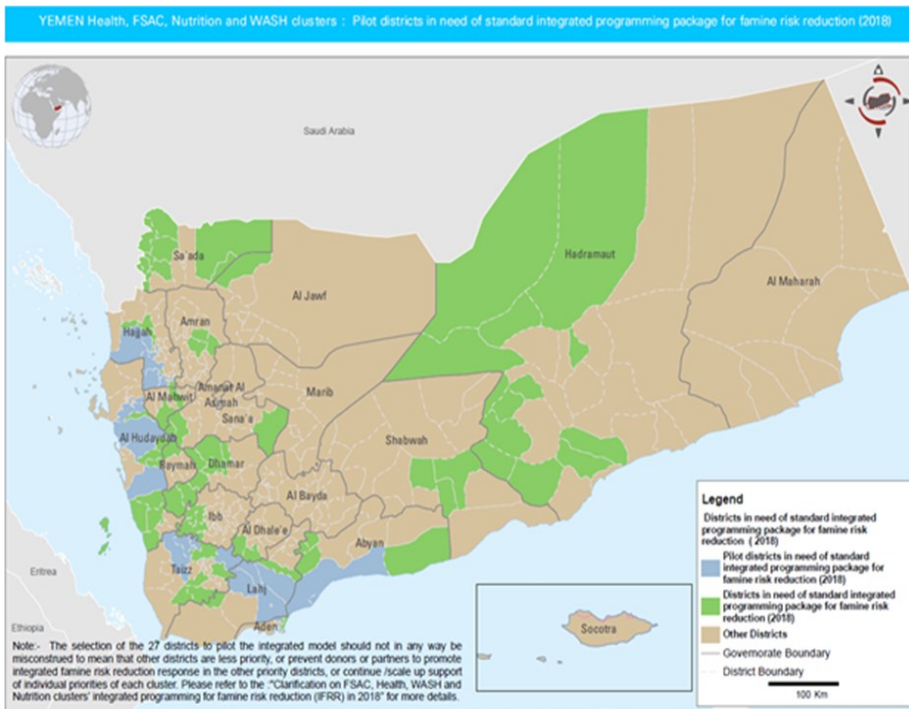 YEMEN Health, FSAC, Nutrition and WASH clusters : Pilot districts in need of standard integrated programming package for famine risk reduction (2018)
Saudi Arabia
Sa'ada
Hadramaut
Al Jawf
Al Maharah
Amran
Hajjah
Marib
Amanat Al
Asimah
Al Mahwit
Sana'a
Al Hudaydah
Shabwah
Raymah
Dhamar
Al Bayda
Ibb
Al Dhale'e
Abyan
Taizz
Lahj
Eritrea
Aden
Ethiopia
Socotra
Legend
Districts in need of standard integrated
programming package for famine risk
reduction ( 2018)
Pilot districts in need of standard
integrated programming package for
famine risk reduction (2018)
Districts in need of standard integrated
programming package for famine risk
reduction (2018)
Other Districts
Governorate Boundary
District Boundary
100 Km
Note:- The selection of the 27 districts to pilot the integrated model should not in any way be
misconstrued to mean that other districts are less priority, or prevent donors or partners to promote
integrated famine risk reduction response in the other priority districts, or continue /scale up support
of individual priorities of each cluster. Please refer to the :"Clarification on FSAC, Health, WASH and
Nutrition clusters' integrated programming for famine risk reduction (IFRR) in 2018" for more details.